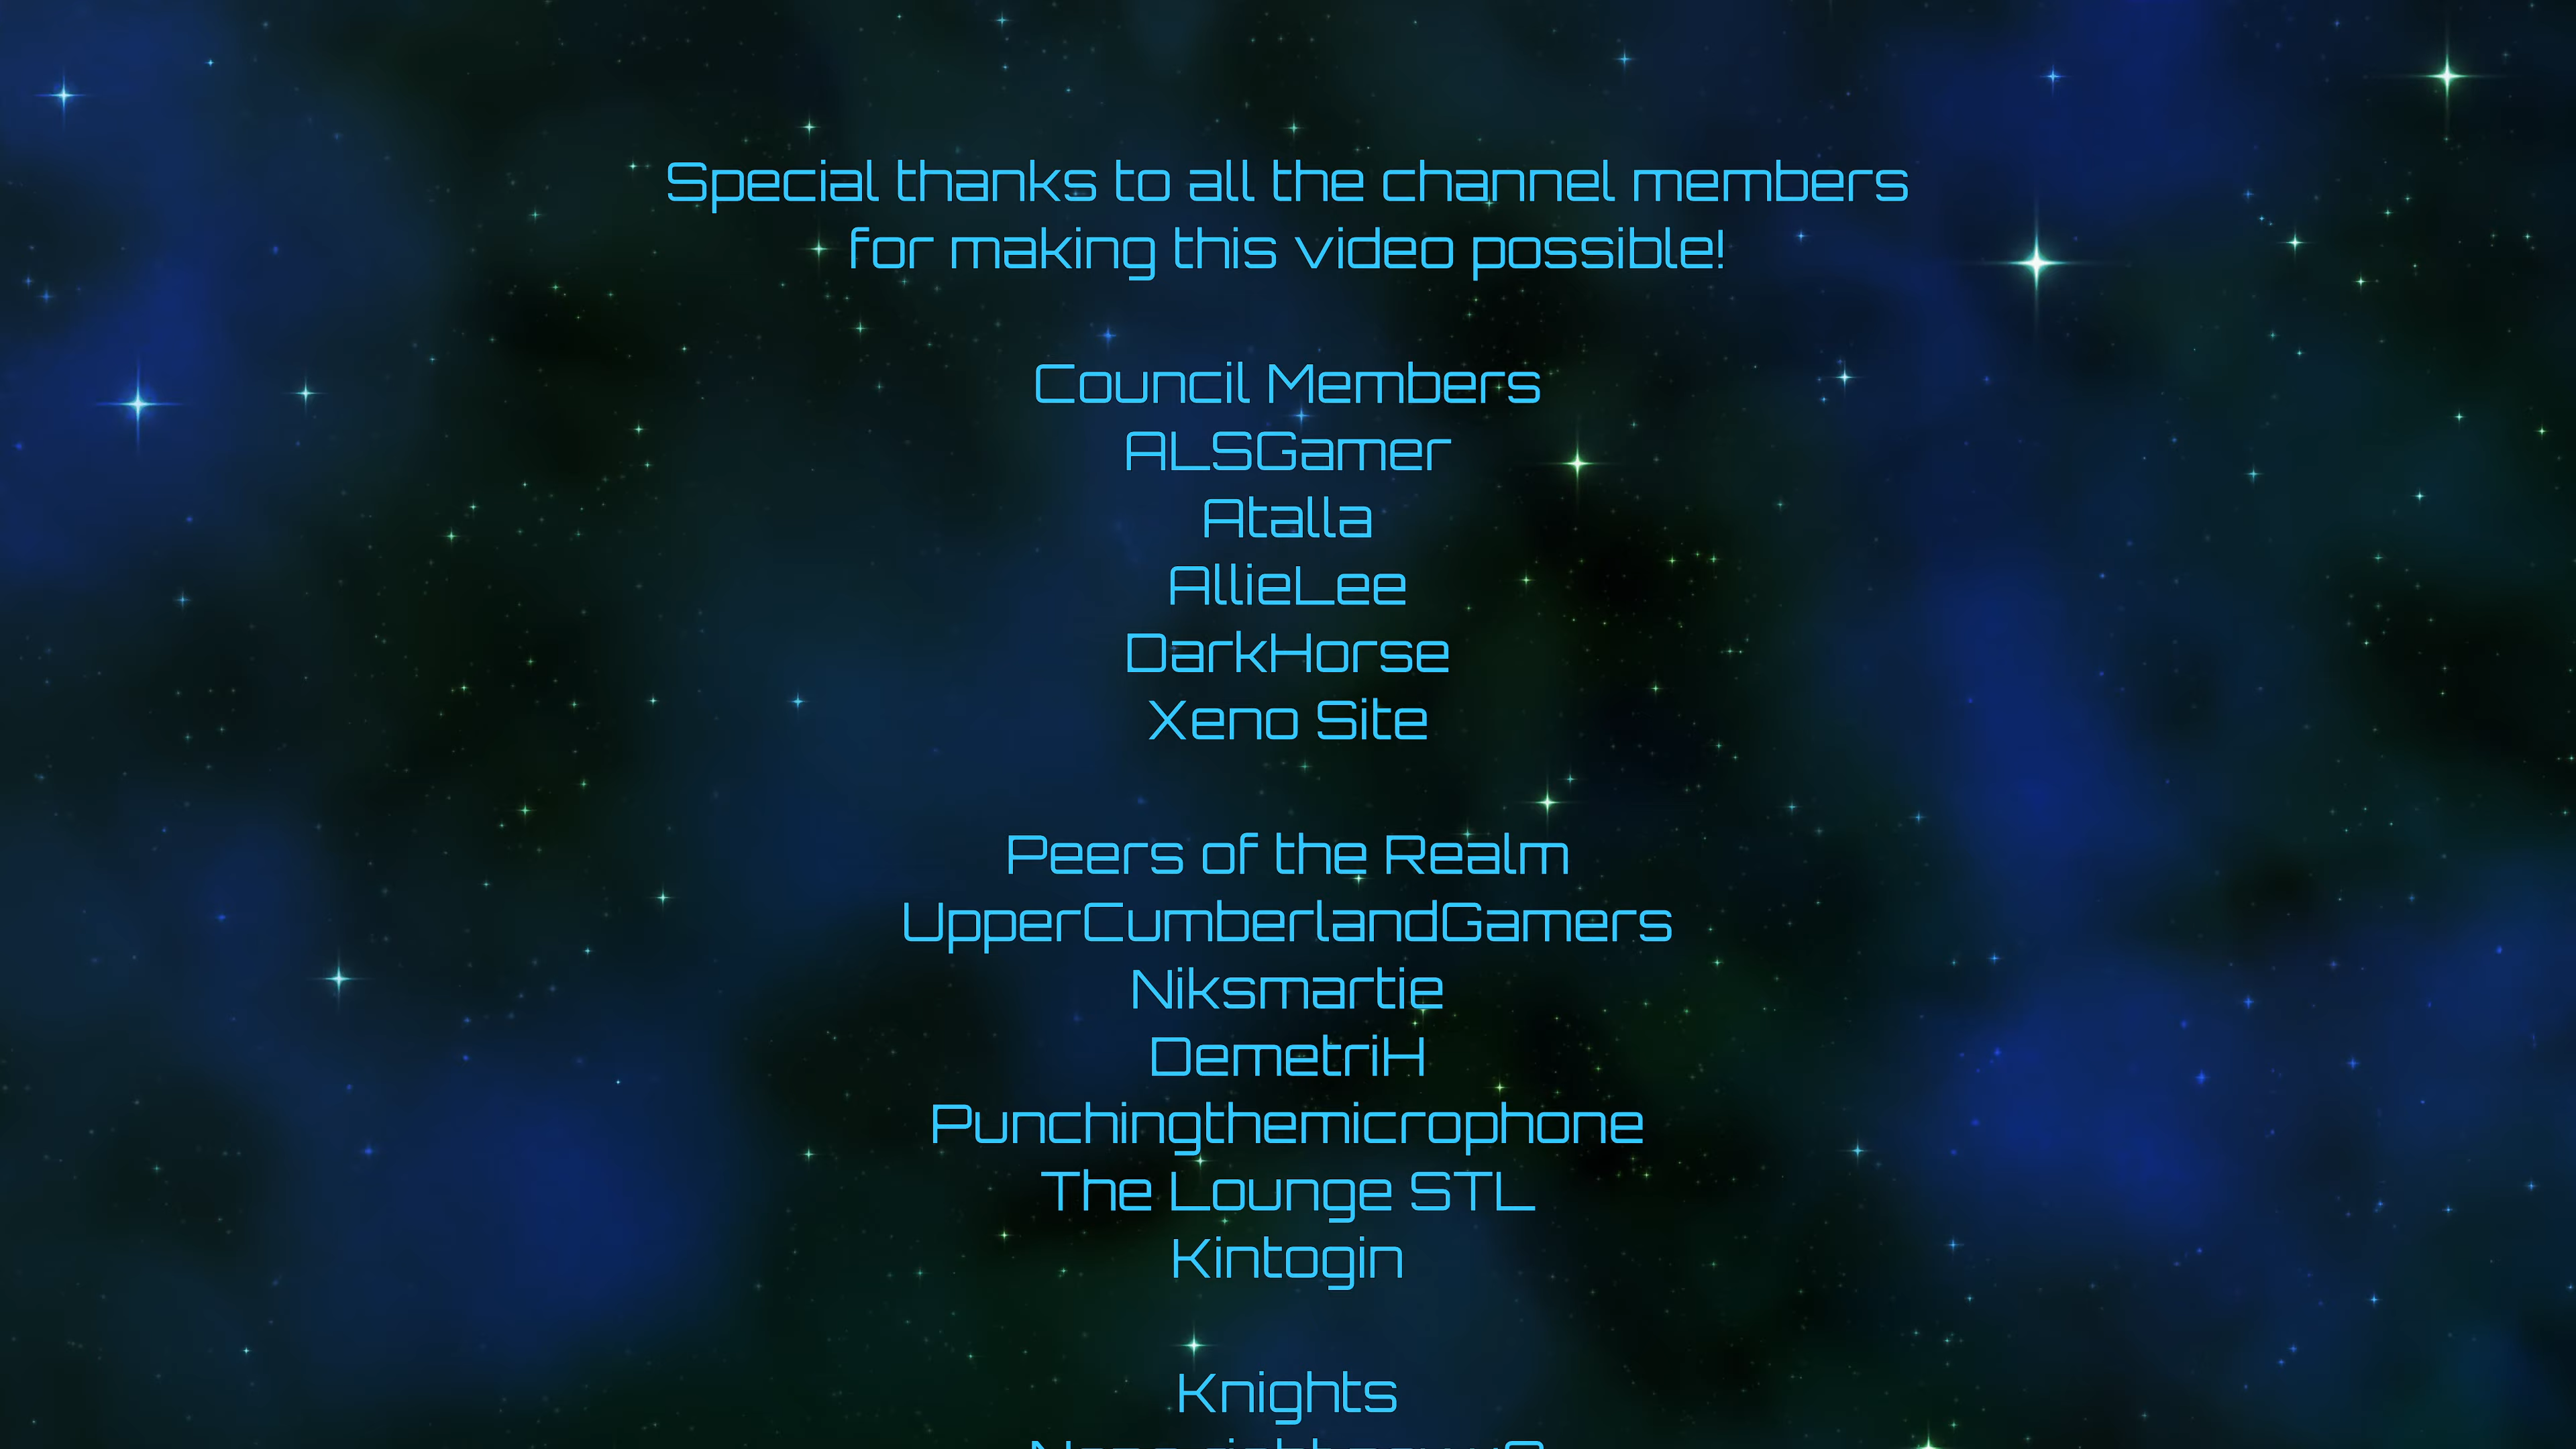 Special thanks to all the channel members
for making this video possible!
Council Members
ALSGamer
Atalla
AllieLee
DarkHorse
Xeno Site
Peers of the Realm
UpperCumberlandGamers
Niksmartie
DemetriH
Punchingthemicrophone
The Lounge STL
Kintogin
Knights